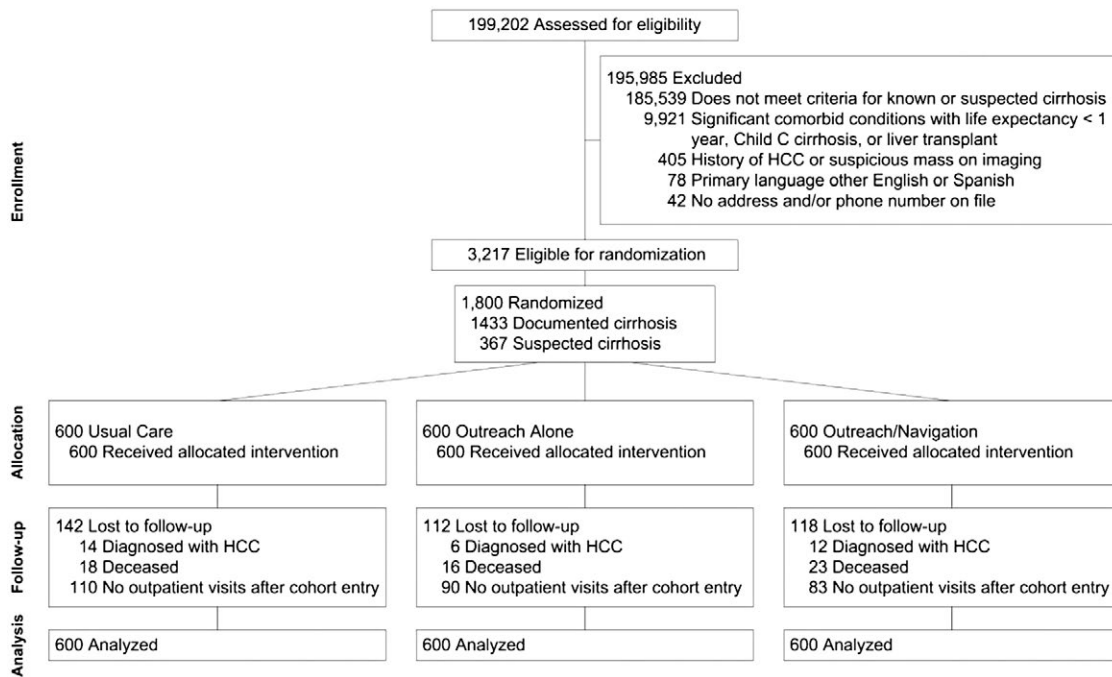 199,202 Assessed for eligibility
195,985 Excluded
185,539 Does not meet criteria for known or suspected cirrhosis
9,921 Significant comorbid conditions with life expectancy < 1
year, Child C cirrhosis, or liver transplant
405 History of HCC or suspicious mass on imaging
78 Primary language other English or Spanish
42 No address and/or phone number on file
Enrollment
3,217 Eligible for randomization
1,800 Randomized
1433 Documented cirrhosis
367 Suspected cirrhosis
Allocation
600 Usual Care
600 Received allocated intervention
600 Outreach Alone
600 Received allocated intervention
600 Outreach/Navigation
600 Received allocated intervention
Follow-up
142 Lost to follow-up
14 Diagnosed with HCC
18 Deceased
110 No outpatient visits after cohort entry
112 Lost to follow-up
6 Diagnosed with HCC
16 Deceased
90 No outpatient visits after cohort entry
118 Lost to follow-up
12 Diagnosed with HCC
23 Deceased
83 No outpatient visits after cohort entry
Analysis
600 Analyzed
600 Analyzed
600 Analyzed